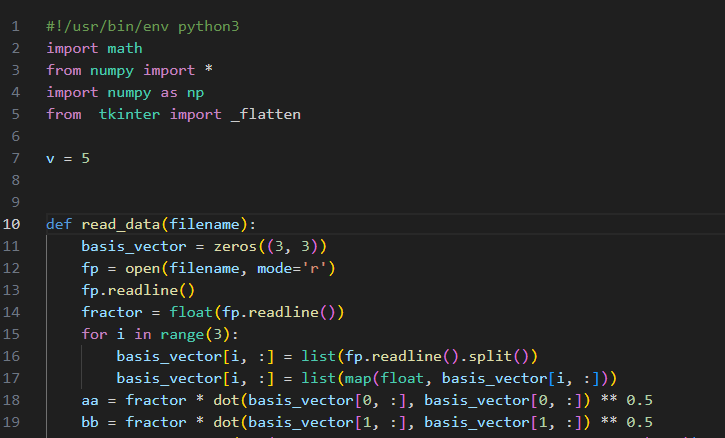 1 #!/usr/bin/env python3
2 import math
3 from numpy import *
4 import numpy as np
5 from  tkinter import _flatten
6
7 v = 5
8
9
10 def read_data(filename):
11     basis_vector = zeros((3, 3))
12     fp = open(filename, mode='r')
13     fp.readline()
14     fractor = float(fp.readline())
15     for i in range(3):
16         basis_vector[i, :] = list(fp.readline().split())
17         basis_vector[i, :] = list(map(float, basis_vector[i, :]))
18     aa = fractor * dot(basis_vector[0, :], basis_vector[0, :]) ** 0.5
19     bb = fractor * dot(basis_vector[1, :], basis_vector[1, :]) ** 0.5